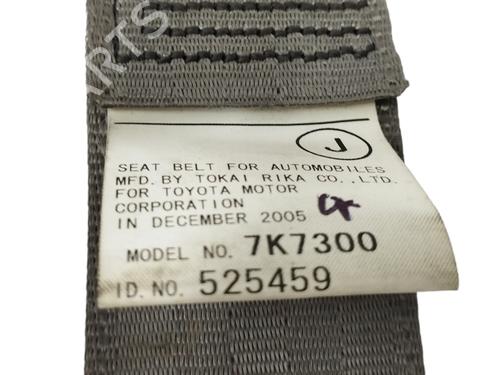 PARTS
J
SEAT BELT FOR AUTOMOBILES
MFD. BY TOKAI RIKA CO.,LTD.
FOR TOYOTA MOTOR
CORPORATION
IN DECEMBER 2005
MODEL NO. 7K7300
ID. NO. 525459